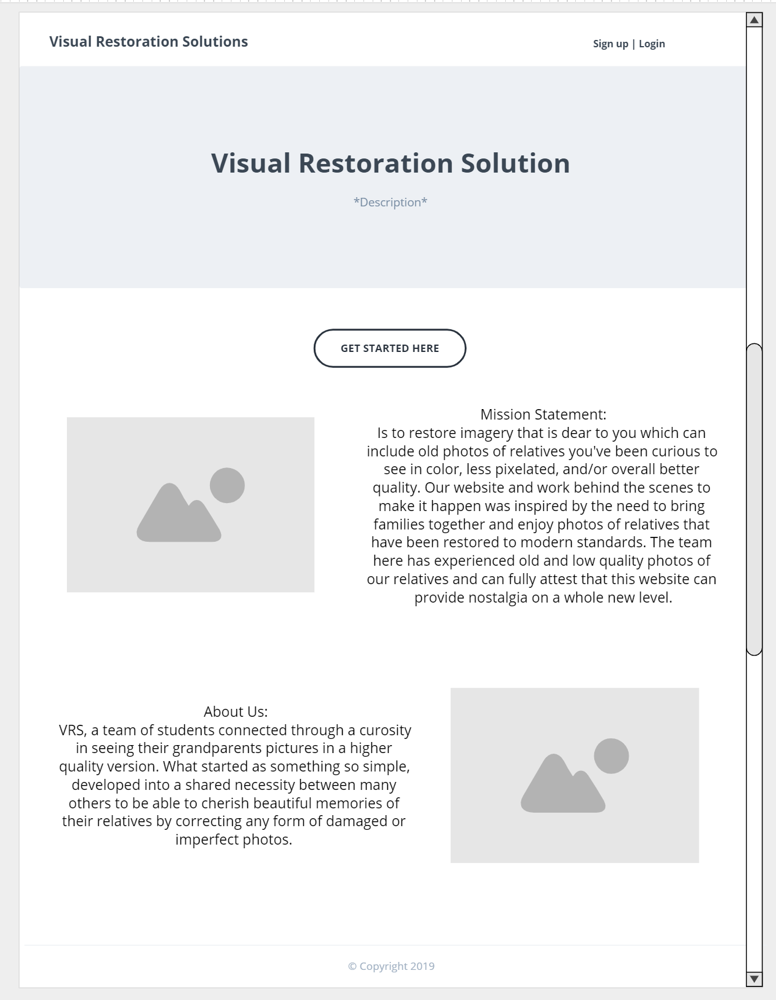 Visual Restoration Solutions
Sign up | Login
Visual Restoration Solution
*Description*
GET STARTED HERE
Mission Statement:
Is to restore imagery that is dear to you which can
include old photos of relatives you've been curious to
see in color, less pixelated, and/or overall better
quality. Our website and work behind the scenes to
make it happen was inspired by the need to bring
families together and enjoy photos of relatives that
have been restored to modern standards. The team
here has experienced old and low quality photos of
our relatives and can fully attest that this website can
provide nostalgia on a whole new level.
About Us:
VRS, a team of students connected through a curosity
in seeing their grandparents pictures in a higher
quality version. What started as something so simple,
developed into a shared necessity between many
others to be able to cherish beautiful memories of
their relatives by correcting any form of damaged or
imperfect photos.
© Copyright 2019